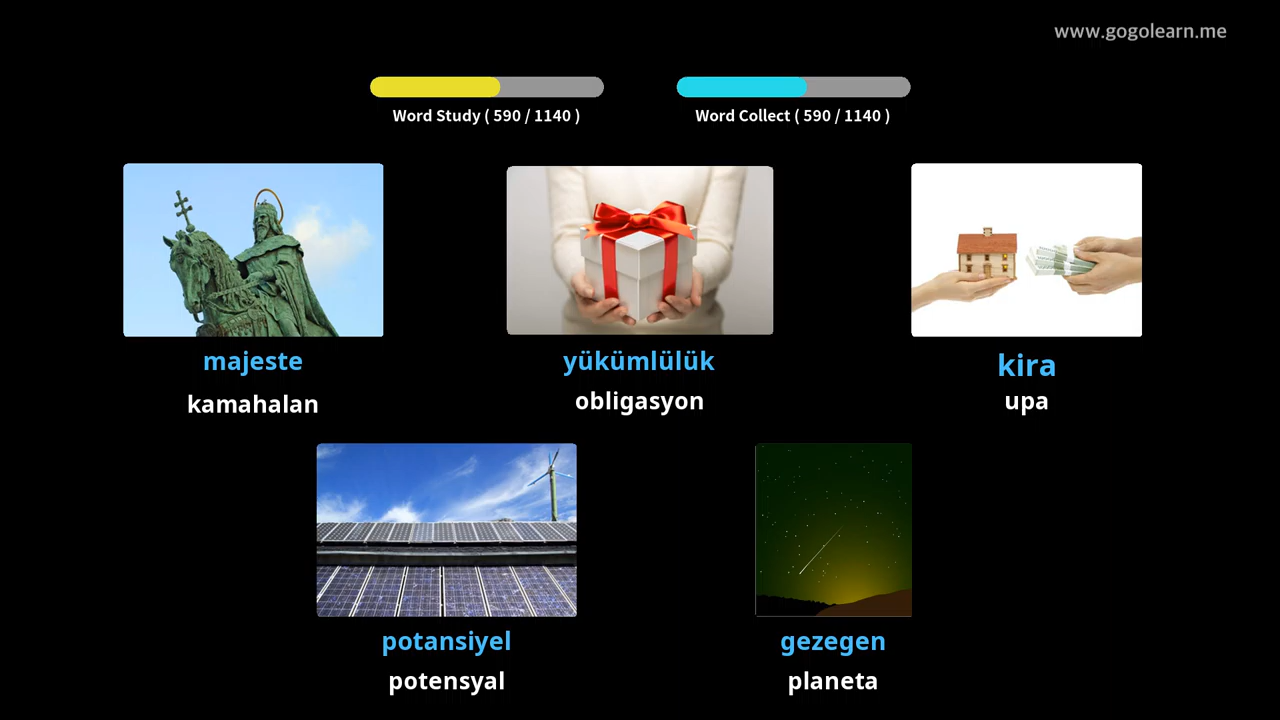 www.gogolearn.me
Word Study ( 590 / 1140 )
Word Collect ( 590 / 1140 )
majeste
kamahalan
yükümlülük
obligasyon
kira
upa
potansiyel
potensyal
gezegen
planeta